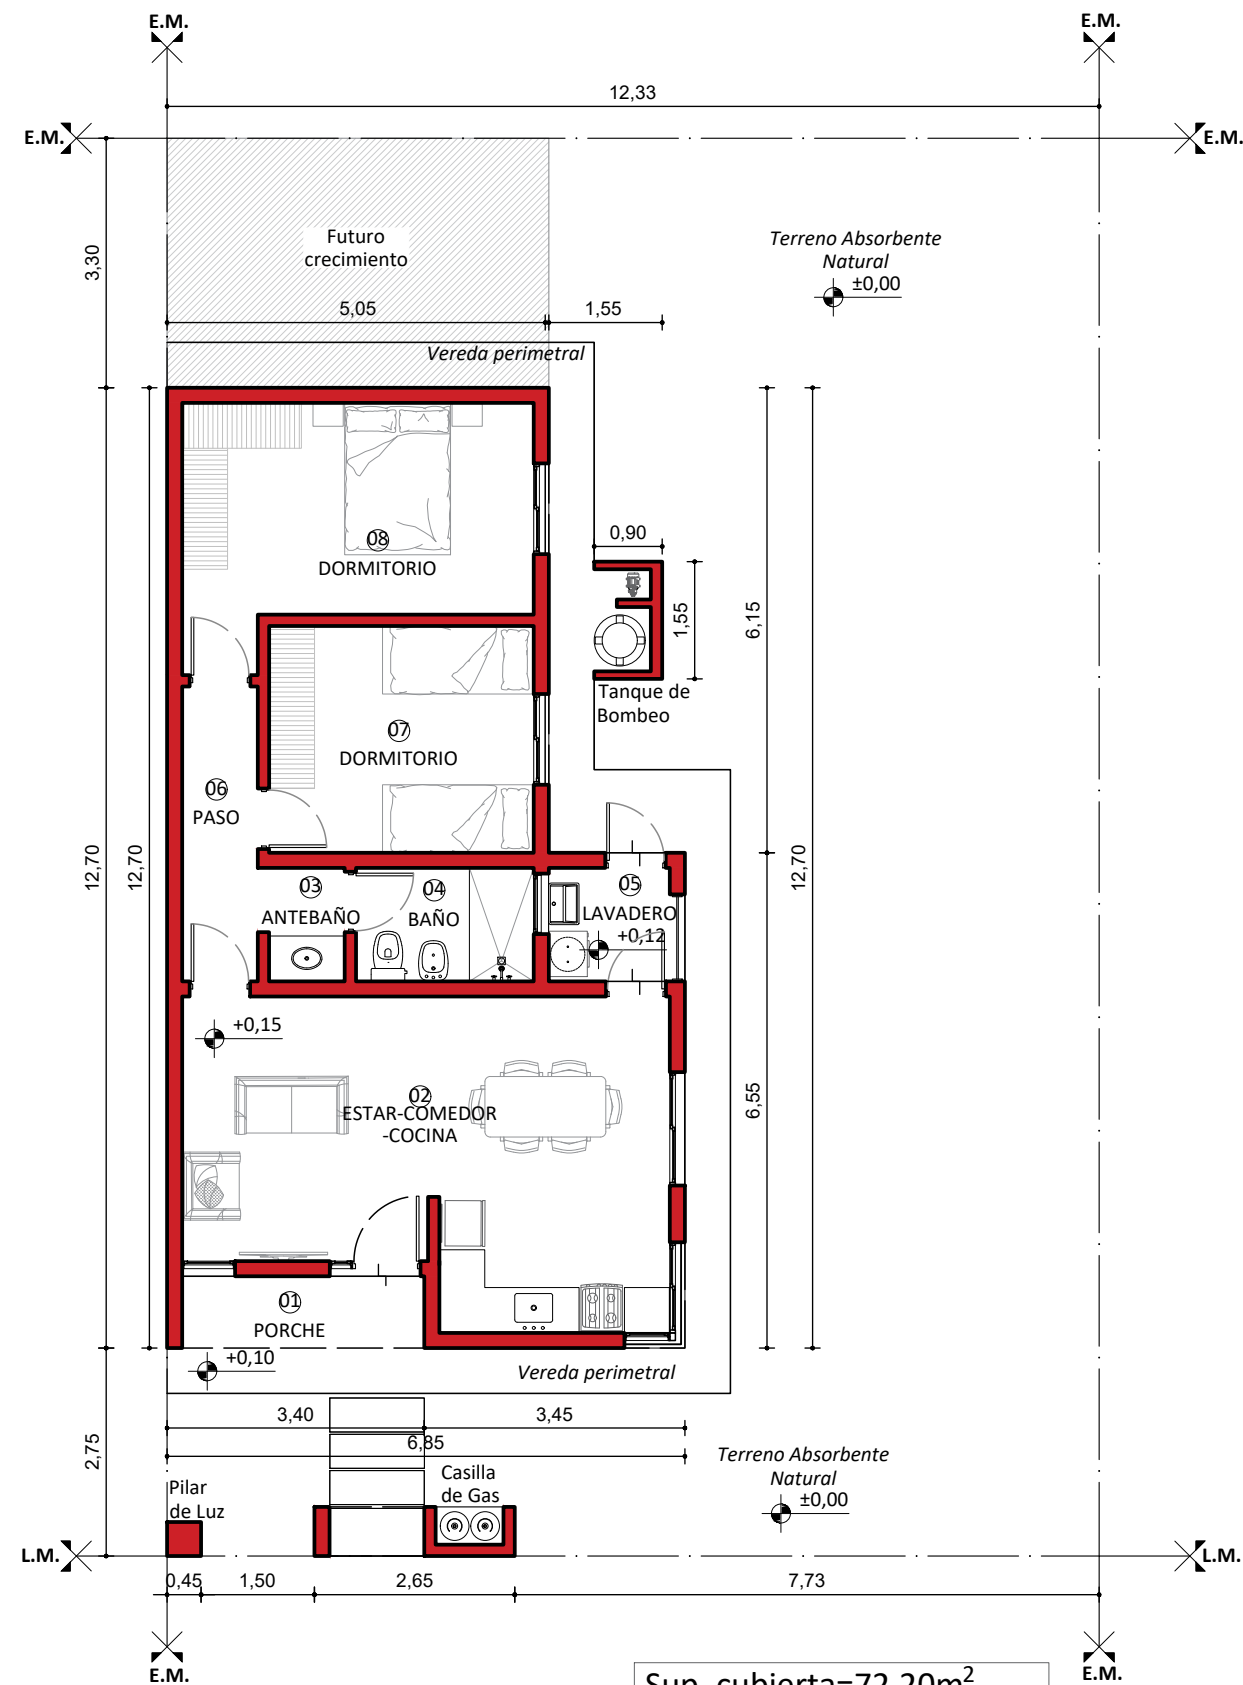 E.M.
E.M.
12,33
E.M.
E.M.
3,30
Futuro
crecimiento
Terreno Absorbente
Natural
±0,00
5,05
1,55
Vereda perimetral
08
DORMITORIO
0,90
1,55
6,15
Tanque de
Bombeo
07
DORMITORIO
06
PASO
12,70
12,70
12,70
03
ANTEBAÑO
04
BAÑO
05
LAVADERO
+0,12
+0,15
02
ESTAR-COMEDOR
-COCINA
6,55
01
PORCHE
+0,10
Vereda perimetral
3,40
3,45
6,85
2,75
Terreno Absorbente
Natural
±0,00
Pilar
de Luz
Casilla
de Gas
L.M.
L.M.
0,45
1,50
2,65
7,73
E.M.
E.M.
Sup. cubierta=72,20m²